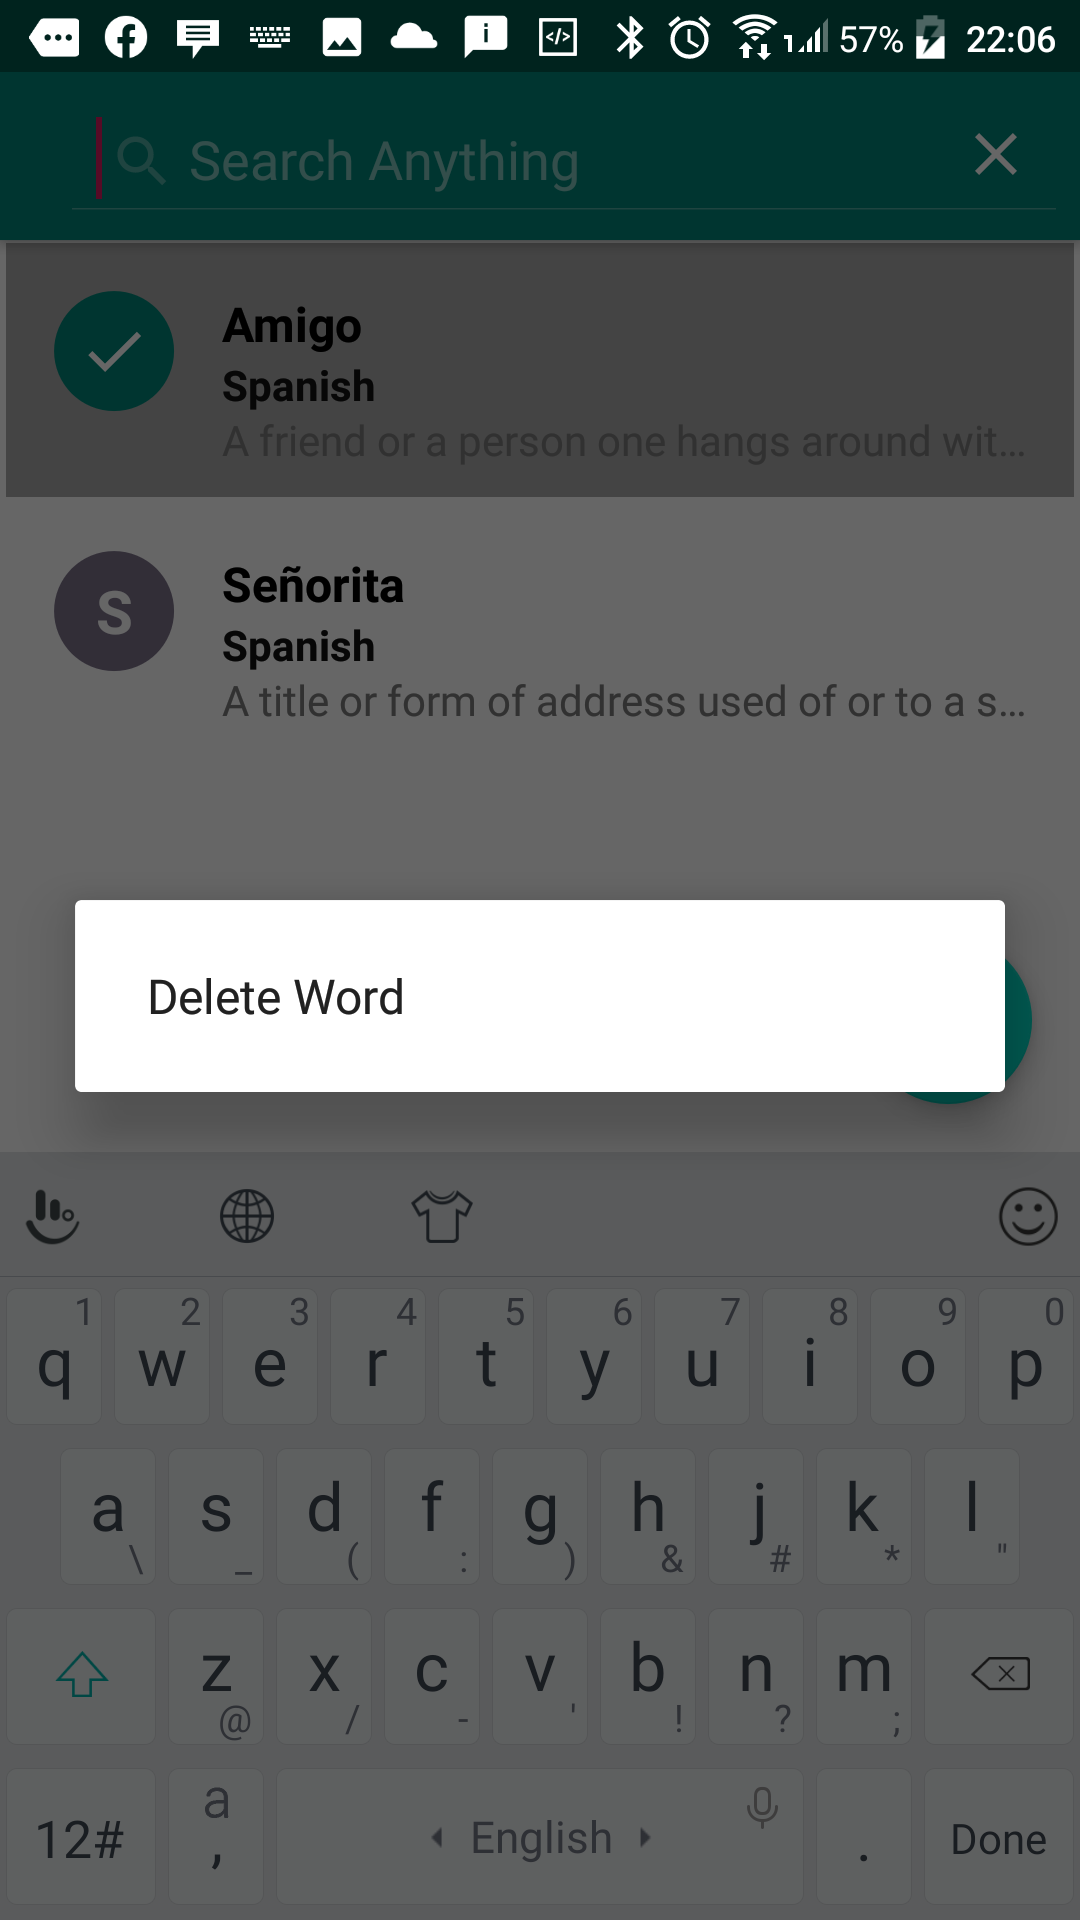 57% 22:06
Search Anything
Amigo
Spanish
A friend or a person one hangs around wit...
S
Señorita
Spanish
A title or form of address used of or to a s...
Delete Word
1 2 3 4 5 6 7 8 9 0
q w e r t y u i o p
a s d f g h j k l
\ _ ( : ) & # * "
z x c v b n m
@ / - ' ! ? ;
12# a , English . Done